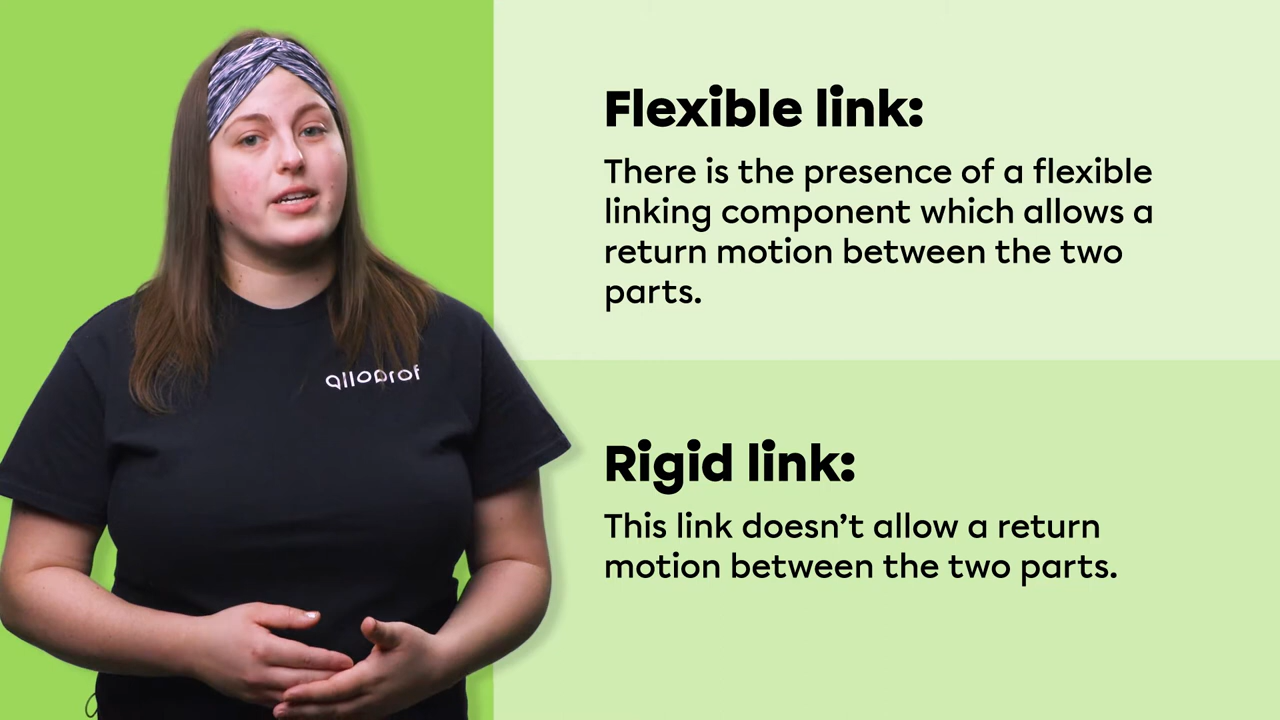 alloprof
Flexible link:
There is the presence of a flexible
linking component which allows a
return motion between the two
parts.
Rigid link:
This link doesn’t allow a return
motion between the two parts.